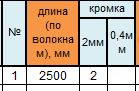 №
длина
(по
волокна
м), мм
кромка
2мм
0,4м
м
1
2500
2